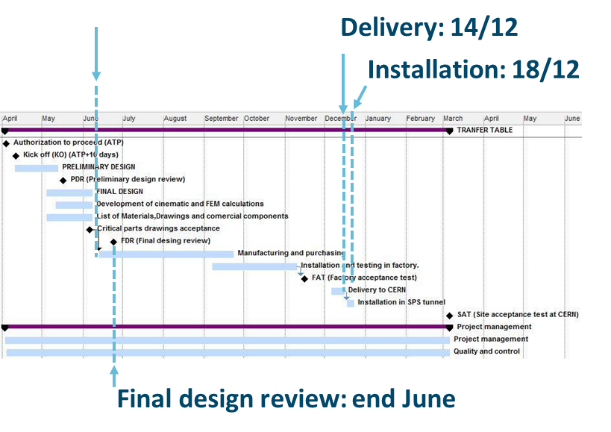 Delivery: 14/12
Installation: 18/12
April May June July August September October November December January February March April May June
TRANFER TABLE
Authorization to proceed (ATP)
Kick off (KO) (ATP+10 days)
PRELIMINARY DESIGN
PDR (Preliminary design review)
FINAL DESIGN
Development of cinematic and FEM calculations
List of Materials,Drawings and comercial components
Critical parts drawings acceptance
FDR (Final desing review)
Manufacturing and purchasing
Installation and testing in factory.
FAT (Factory acceptance test)
Delivery to CERN
Installation in SPS tunnel
SAT (Site acceptance test at CERN)
Project management
Project management
Quality and control
Final design review: end June